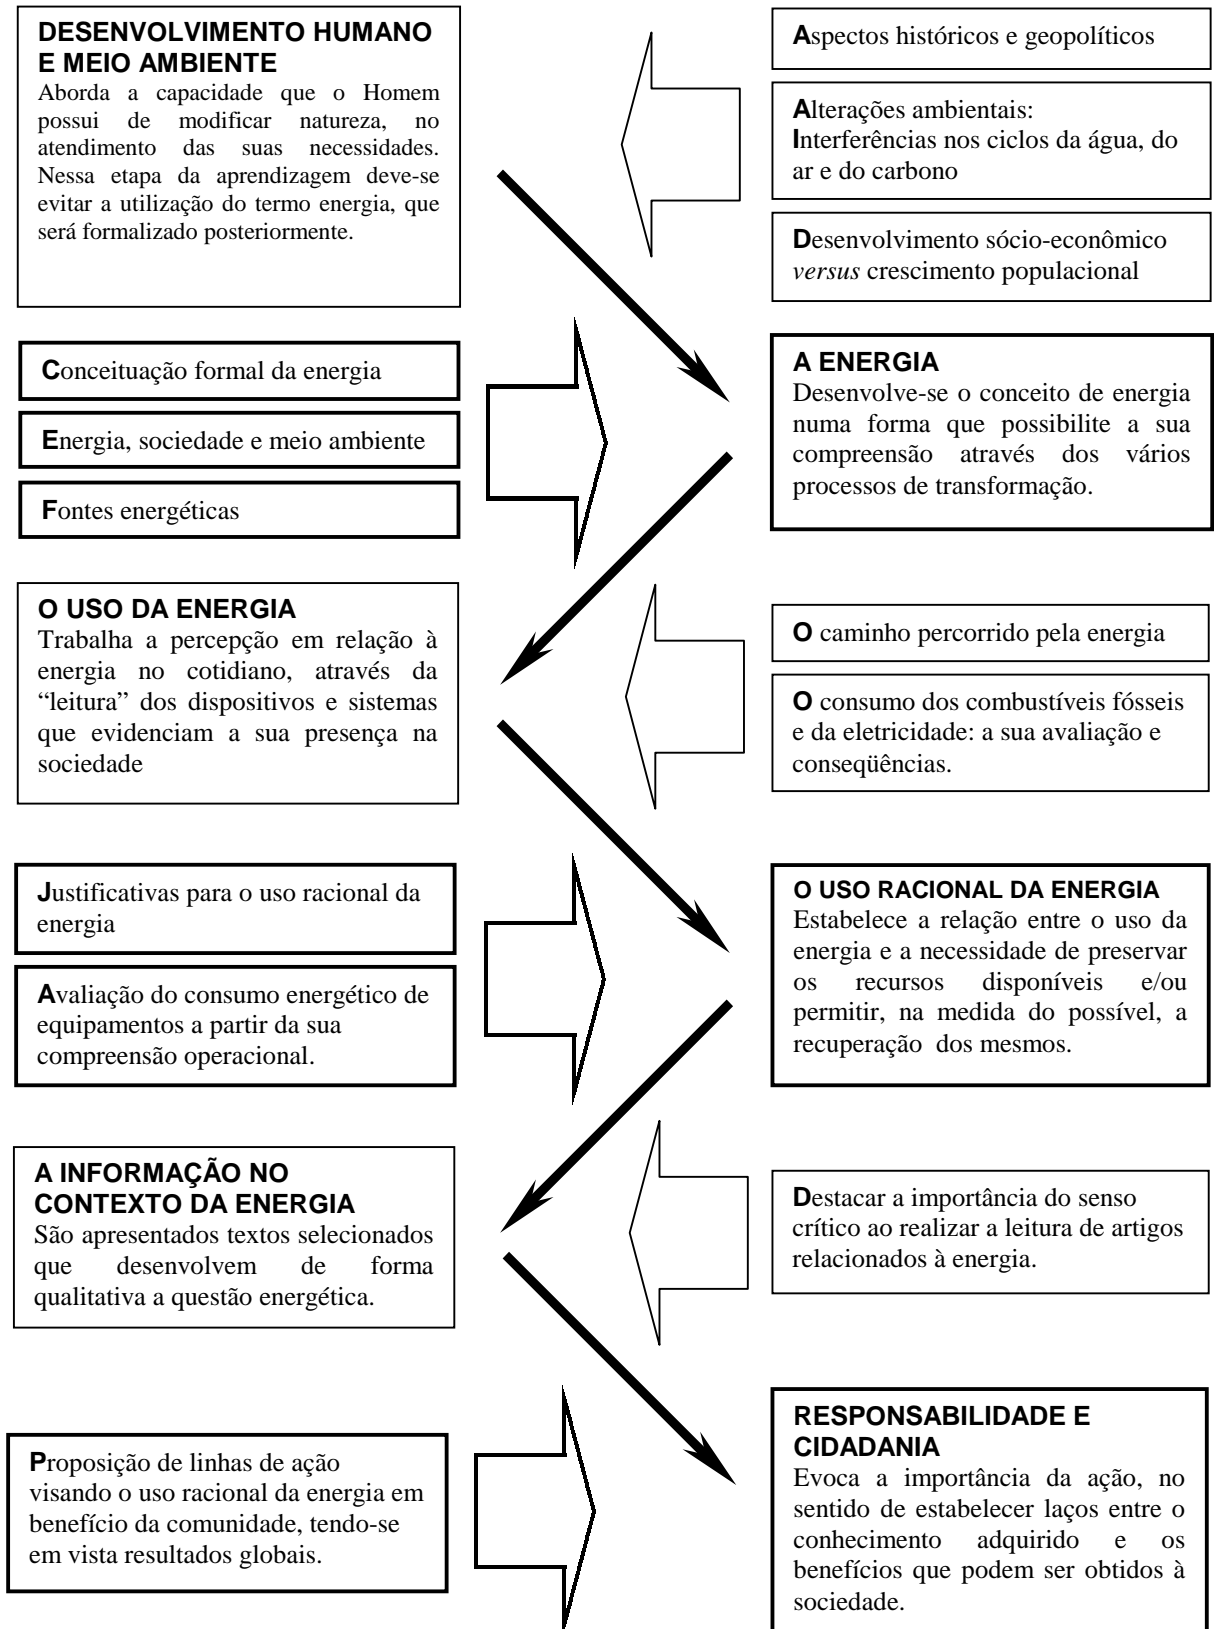 DESENVOLVIMENTO HUMANO
E MEIO AMBIENTE
Aborda a capacidade que o Homem
possui de modificar natureza, no
atendimento das suas necessidades.
Nessa etapa da aprendizagem deve-se
evitar a utilização do termo energia, que
será formalizado posteriormente.
Aspectos históricos e geopolíticos
Alterações ambientais:
Interferências nos ciclos da água, do
ar e do carbono
Desenvolvimento sócio-econômico
versus crescimento populacional
Conceituação formal da energia
Energia, sociedade e meio ambiente
Fontes energéticas
A ENERGIA
Desenvolve-se o conceito de energia
numa forma que possibilite a sua
compreensão através dos vários
processos de transformação.
O USO DA ENERGIA
Trabalha a percepção em relação à
energia no cotidiano, através da
“leitura” dos dispositivos e sistemas
que evidenciam a sua presença na
sociedade
O caminho percorrido pela energia
O consumo dos combustíveis fósseis
e da eletricidade: a sua avaliação e
conseqüências.
Justificativas para o uso racional da
energia
Avaliação do consumo energético de
equipamentos a partir da sua
compreensão operacional.
O USO RACIONAL DA ENERGIA
Estabelece a relação entre o uso da
energia e a necessidade de preservar
os recursos disponíveis e/ou
permitir, na medida do possível, a
recuperação dos mesmos.
A INFORMAÇÃO NO
CONTEXTO DA ENERGIA
São apresentados textos selecionados
que desenvolvem de forma
qualitativa a questão energética.
Destacar a importância do senso
crítico ao realizar a leitura de artigos
relacionados à energia.
Proposição de linhas de ação
visando o uso racional da energia em
benefício da comunidade, tendo-se
em vista resultados globais.
RESPONSABILIDADE E
CIDADANIA
Evoca a importância da ação, no
sentido de estabelecer laços entre o
conhecimento adquirido e os
benefícios que podem ser obtidos à
sociedade.